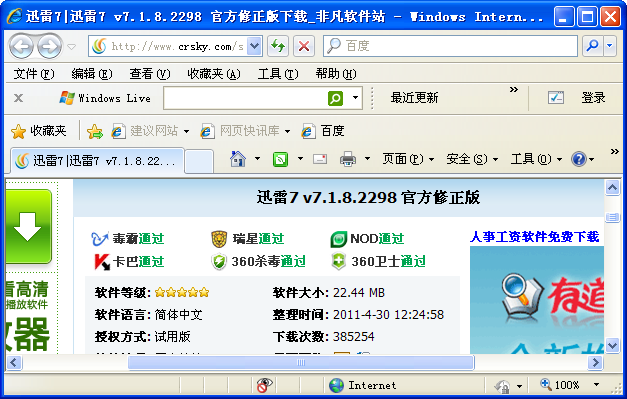 迅雷7|迅雷7 v7.1.8.2298 官方修正版下载_非凡软件站 - Windows Intern...
http://www.crsky.com/s
百度
文件(F) 编辑(E) 查看(V) 收藏夹(A) 工具(T) 帮助(H)
x Windows Live 最近更新 » 登录
收藏夹 建议网站 网页快讯库 百度
迅雷7|迅雷7 v7.1.8.22... 页面(P) 安全(S) 工具(O) »
迅雷7 v7.1.8.2298 官方修正版
毒霸通过 瑞星通过 NOD通过 人事工资软件免费下载
卡巴通过 360杀毒通过 360卫士通过
看高清
播放软件
软件等级: 软件大小: 22.44 MB
软件语言: 简体中文 整理时间: 2011-4-30 12:24:58
有道
放器
授权方式: 试用版 下载次数: 385254
Internet 100%